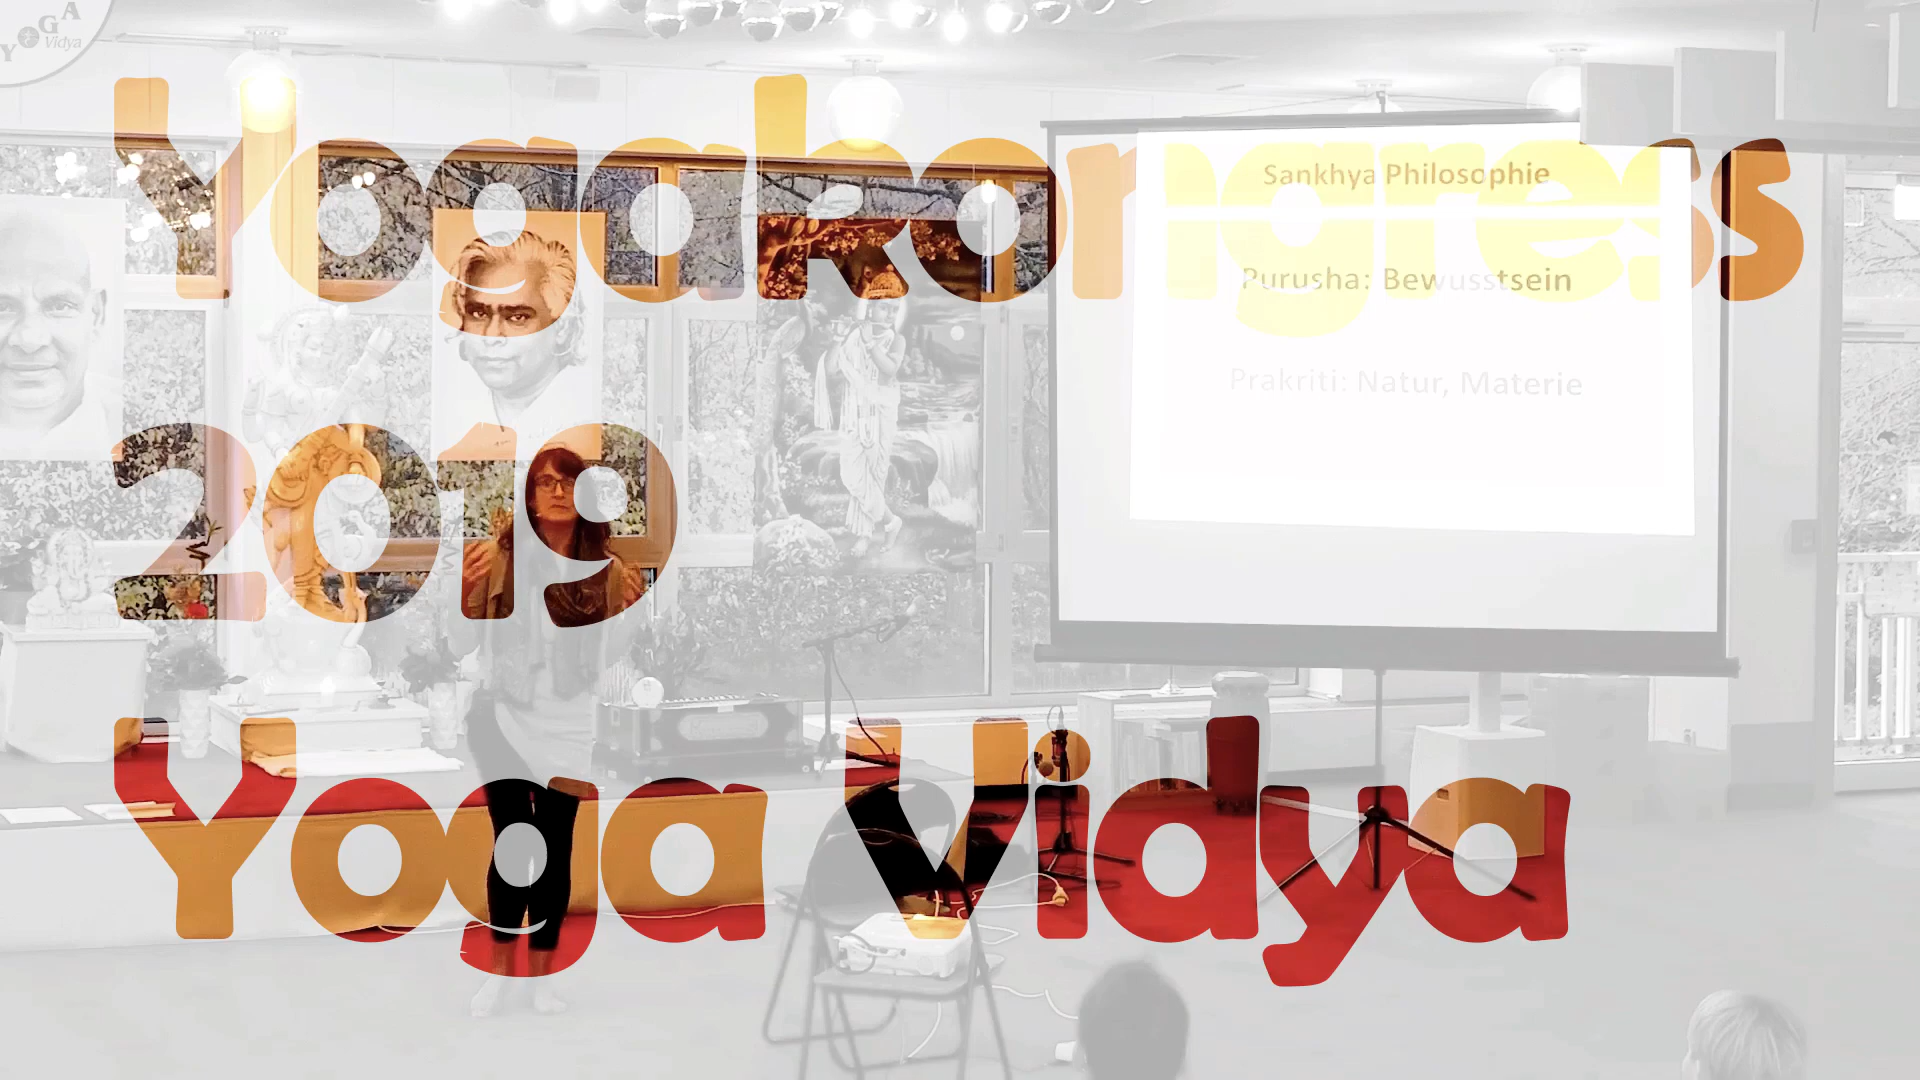 YOGA
Vidya
Yogakongress
2019
Yoga Vidya
Sankhya Philosophie
Purusha: Bewusstsein
Prakriti: Natur, Materie